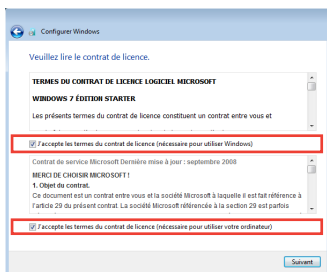 Configurer Windows
Veuillez lire le contrat de licence.
TERMES DU CONTRAT DE LICENCE LOGICIEL MICROSOFT
WINDOWS 7 ÉDITION STARTER
Les présents termes du contrat de licence constituent un contrat entre vous et
J'accepte les termes du contrat de licence (nécessaire pour utiliser Windows)
Contrat de service Microsoft Dernière mise à jour : septembre 2008
MERCI DE CHOISIR MICROSOFT !
1. Objet du contrat.
Ce document est un contrat entre vous et la société Microsoft à laquelle il est fait référence à
l'article 29 du présent contrat. La société Microsoft référencée à la section 29 est parfois
J'accepte les termes du contrat de licence (nécessaire pour utiliser votre ordinateur)
Suivant